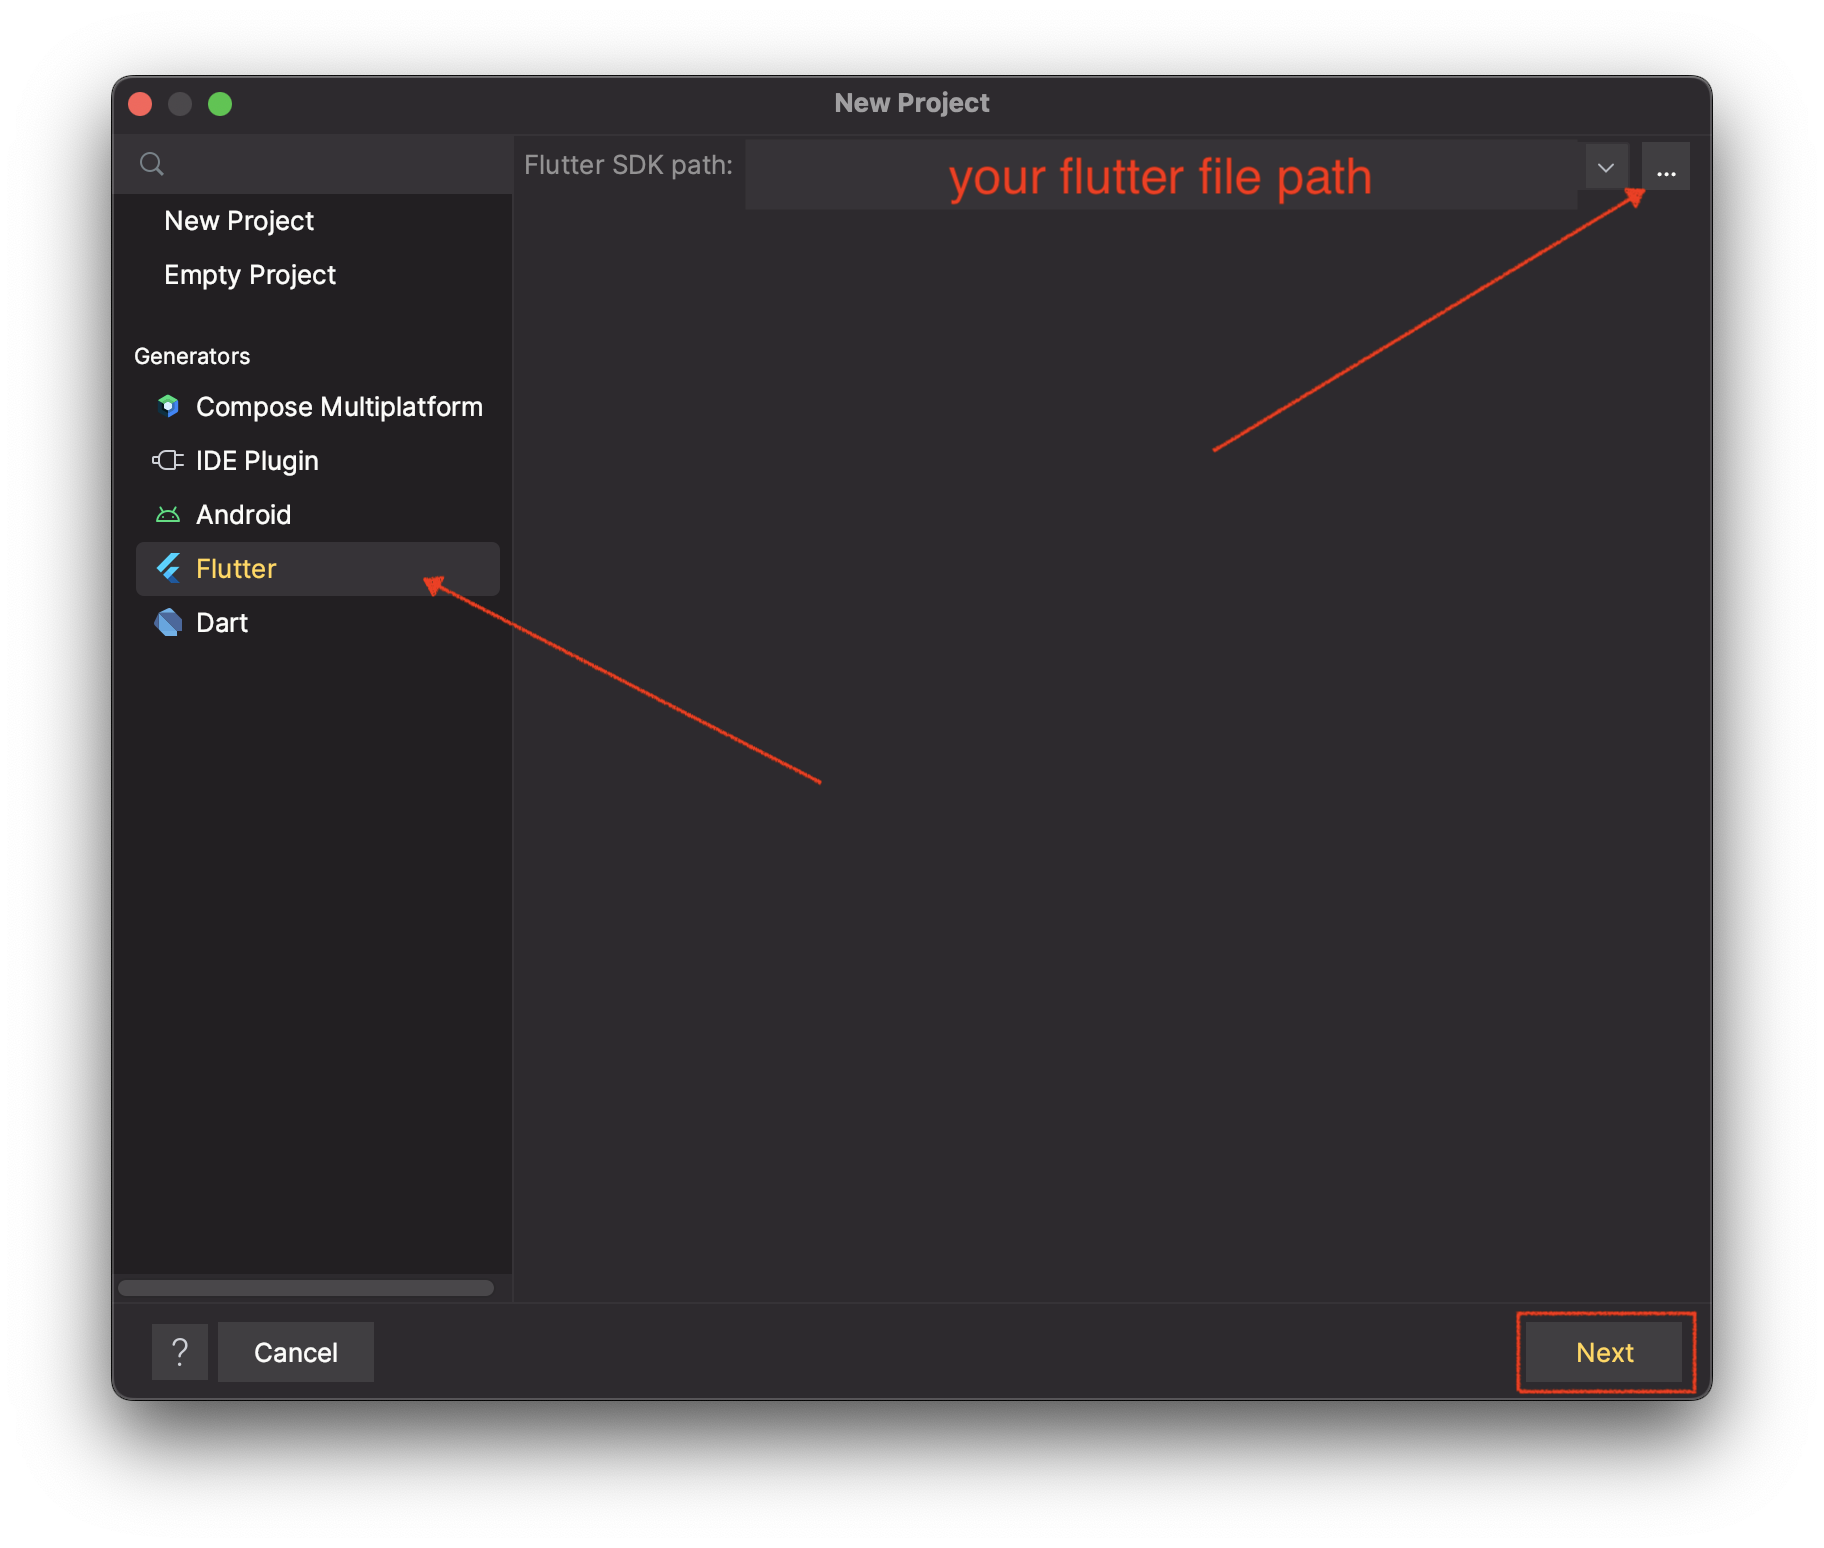 New Project
Flutter SDK path:
your flutter file path
...
New Project
Empty Project
Generators
Compose Multiplatform
IDE Plugin
Android
Flutter
Dart
?
Cancel
Next